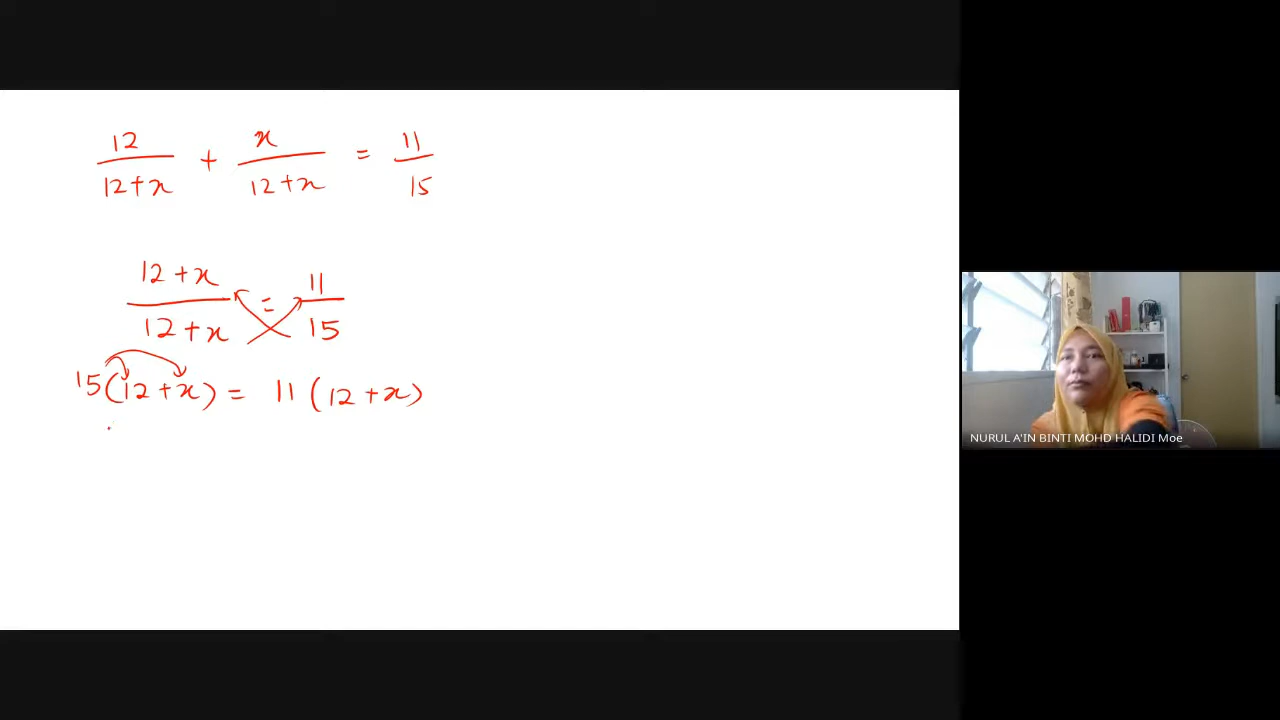 12/(12+x) + x/(12+x) = 11/15
(12+x)/(12+x) = 11/15
15(12+x) = 11(12+x)
NURUL A'IN BINTI MOHD HALIDI Moe